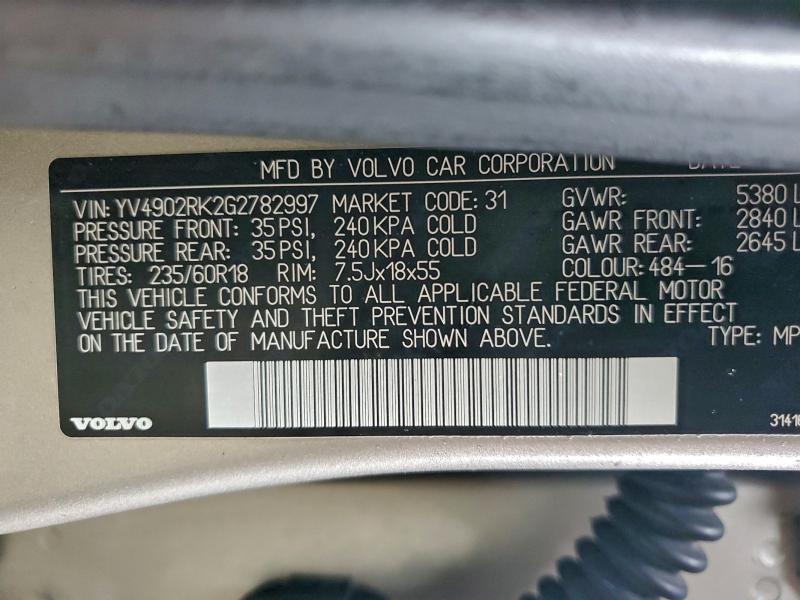 MFD BY VOLVO CAR CORPORATION
VIN: YV4902RK2G2782997 MARKET CODE: 31 GVWR: 5380 L
PRESSURE FRONT: 35 PSI, 240 KPA COLD GAWR FRONT: 2840 L
PRESSURE REAR: 35 PSI, 240 KPA COLD GAWR REAR: 2645 L
TIRES: 235/60R18 RIM: 7.5Jx18x55 COLOUR: 484-16
THIS VEHICLE CONFORMS TO ALL APPLICABLE FEDERAL MOTOR
VEHICLE SAFETY AND THEFT PREVENTION STANDARDS IN EFFECT
ON THE DATE OF MANUFACTURE SHOWN ABOVE. TYPE: MP
VOLVO 3141